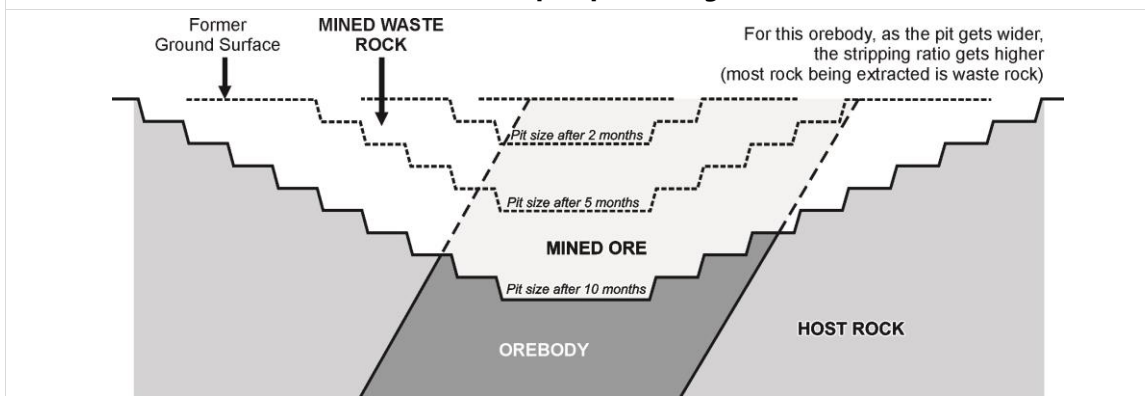 Former
Ground Surface
MINED WASTE
ROCK
For this orebody, as the pit gets wider,
the stripping ratio gets higher
(most rock being extracted is waste rock)
Pit size after 2 months
Pit size after 5 months
MINED ORE
Pit size after 10 months
HOST ROCK
OREBODY